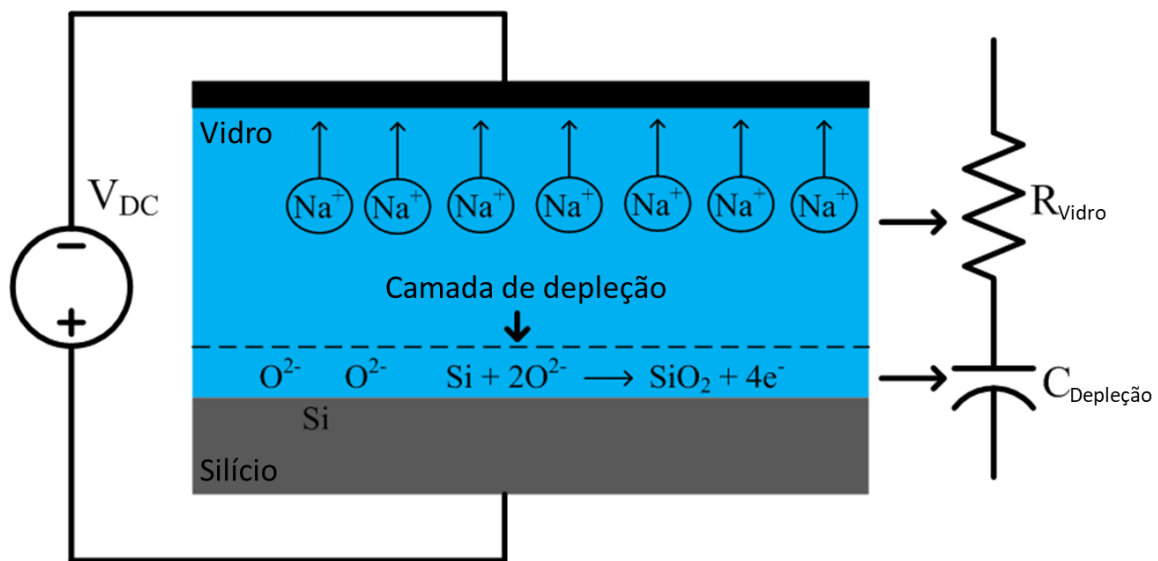 Vidro
Na⁺ Na⁺ Na⁺ Na⁺ Na⁺ Na⁺ Na⁺
V_DC
−
+
R_Vidro
Camada de depleção
O²⁻ O²⁻ Si + 2O²⁻ → SiO₂ + 4e⁻
C_Depleção
Si
Silício